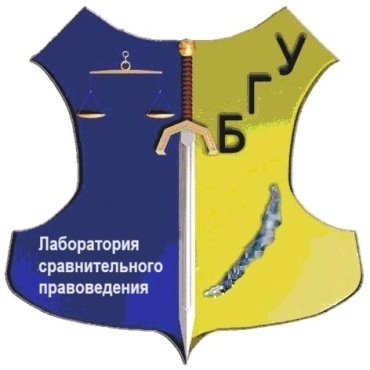 БГУ
Лаборатория
сравнительного
правоведения